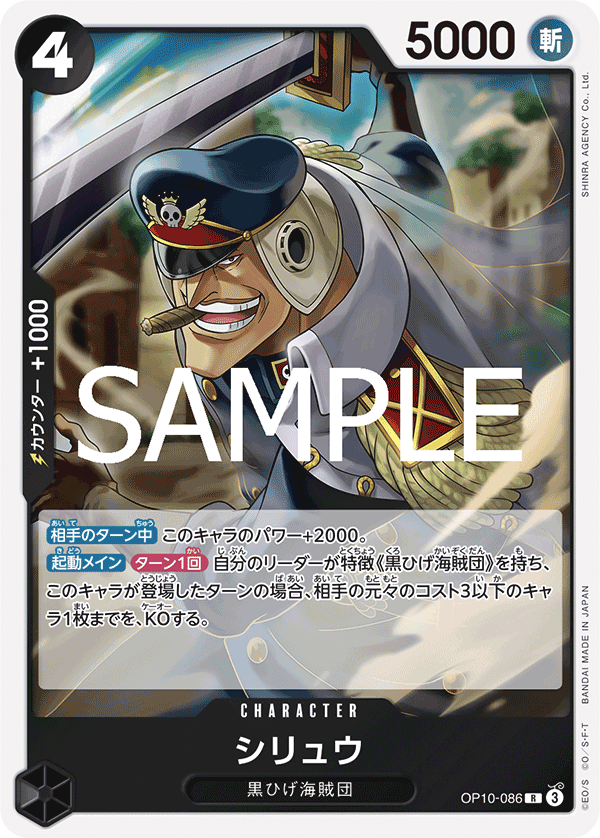 4
5000
斬
SHINRA AGENCY Co., Ltd.
カウンター +1000
SAMPLE
相手のターン中 このキャラのパワー+2000。
起動メイン ターン1回 自分のリーダーが特徴《黒ひげ海賊団》を持ち、
このキャラが登場したターンの場合、相手の元々のコスト3以下のキャ
ラ1枚までを、KOする。
CHARACTER
シリュウ
黒ひげ海賊団
OP10-086 R 3
©E.O/S ©O/S・F・T BANDAI MADE IN JAPAN